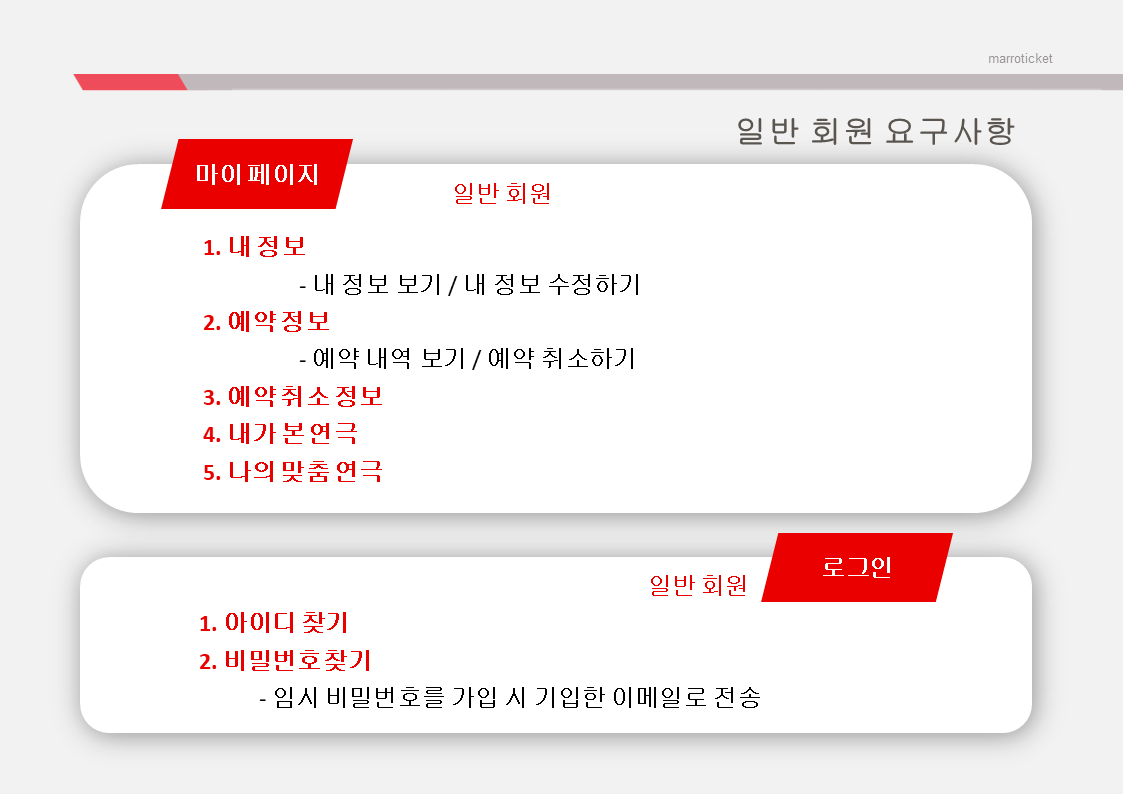 marroticket
일반 회원 요구사항
마이 페이지
일반 회원
1. 내 정보
- 내 정보 보기 / 내 정보 수정하기
2. 예약 정보
- 예약 내역 보기 / 예약 취소하기
3. 예약 취소 정보
4. 내가 본 연극
5. 나의 맞춤 연극
로그인
일반 회원
1. 아이디 찾기
2. 비밀번호 찾기
- 임시 비밀번호를 가입 시 기입한 이메일로 전송